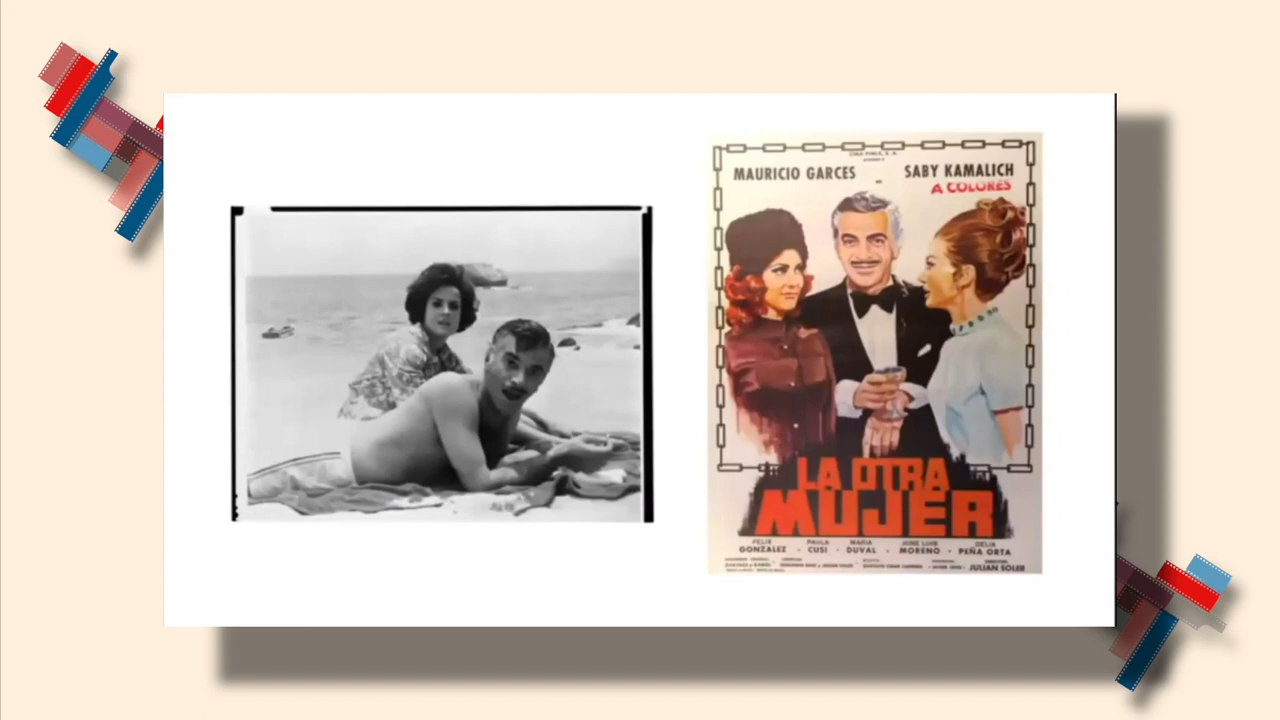 MAURICIO GARCES
SABY KAMALICH
A COLORES
LA OTRA
MUJER
FELIX GONZALEZ · PAULA CUSI · MARIA DUVAL · JOSE LUIS MORENO · DELIA PEÑA ORTA
JULIAN SOLER